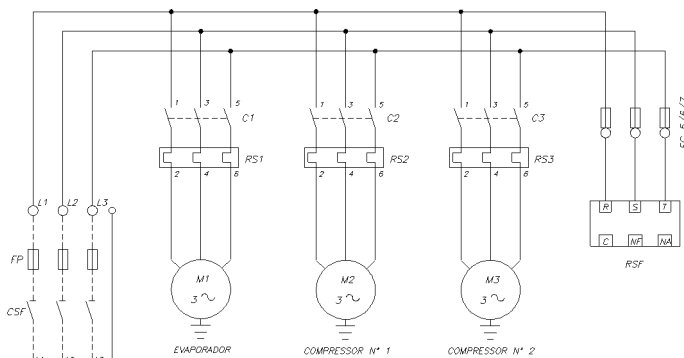 1 3 5 C1
1 3 5 C2
1 3 5 C3
RS1
RS2
RS3
2 4 6
2 4 6
2 4 6
L1 L2 L3
R S T
C NF NA
RSF
FP
CSF
M1
3
M2
3
M3
3
EVAPORADOR
COMPRESSOR N° 1
COMPRESSOR N° 2